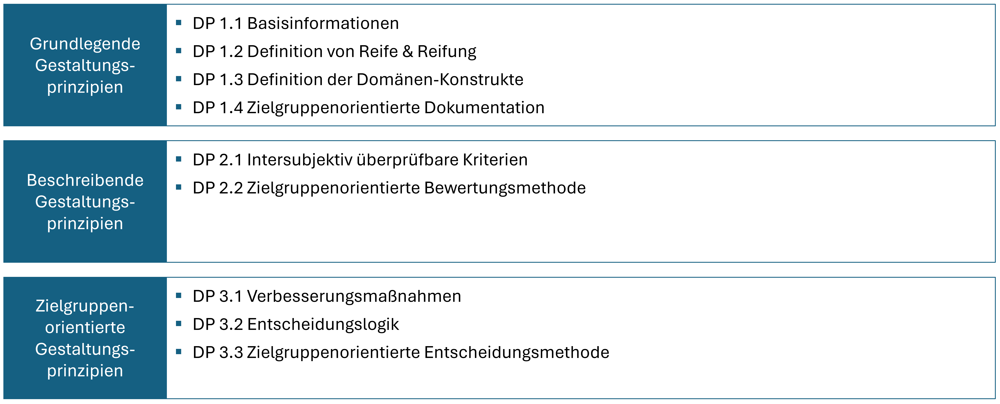 Grundlegende
Gestaltungs-
prinzipien
DP 1.1 Basisinformationen
DP 1.2 Definition von Reife & Reifung
DP 1.3 Definition der Domänen-Konstrukte
DP 1.4 Zielgruppenorientierte Dokumentation
Beschreibende
Gestaltungs-
prinzipien
DP 2.1 Intersubjektiv überprüfbare Kriterien
DP 2.2 Zielgruppenorientierte Bewertungsmethode
Zielgruppen-
orientierte
Gestaltungs-
prinzipien
DP 3.1 Verbesserungsmaßnahmen
DP 3.2 Entscheidungslogik
DP 3.3 Zielgruppenorientierte Entscheidungsmethode